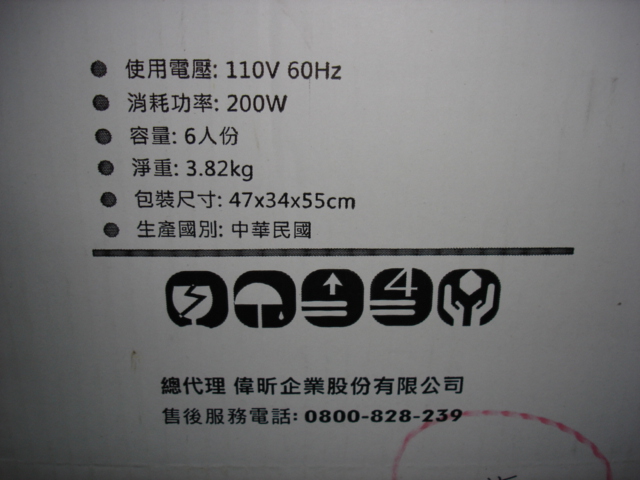 使用電壓: 110V 60Hz
消耗功率: 200W
容量: 6人份
淨重: 3.82kg
包裝尺寸: 47x34x55cm
生產國別: 中華民國
4
總代理 偉昕企業股份有限公司
售後服務電話: 0800-828-239